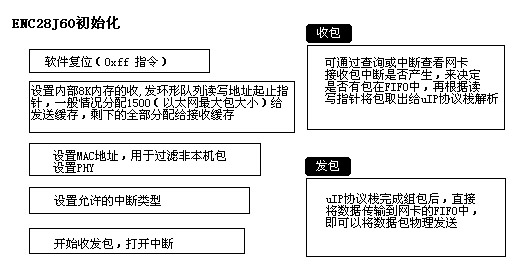 ENC28J60初始化
软件复位(0xff 指令)
设置内部8K内存的收,发环形队列读写地址起止指
针,一般情况分配1500(以太网最大包大小)给
发送缓存,剩下的全部分配给接收缓存
设置MAC地址,用于过滤非本机包
设置PHY
设置允许的中断类型
开始收发包,打开中断
收包
可通过查询或中断查看网卡
接收包中断是否产生,来决定
是否有包在FIFO中,再根据读
写指针将包取出给uIP协议栈解析
发包
uIP协议栈完成组包后,直接
将数据传输到网卡的FIFO中,
即可以将数据包物理发送